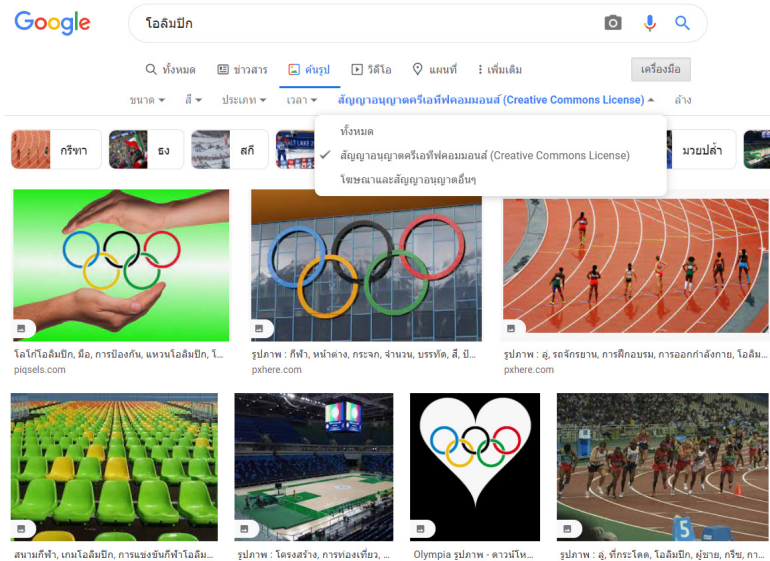 Google
โอลิมปิก
ทั้งหมด ข่าวสาร ค้นรูป วิดีโอ แผนที่ เพิ่มเติม เครื่องมือ
ขนาด สี ประเภท เวลา สัญญาอนุญาตครีเอทีฟคอมมอนส์ (Creative Commons License) ล้าง
ทั้งหมด
สัญญาอนุญาตครีเอทีฟคอมมอนส์ (Creative Commons License)
โฆษณาและสัญญาอนุญาตอื่นๆ
กรีฑา ธง สกี มวยปล้ำ
โลโก้โอลิมปิก, มือ, การป้องกัน, แหวนโอลิมปิก, โ...
piqsels.com
รูปภาพ : กีฬา, หน้าต่าง, กระจก, จำนวน, บรรทัด, สี, ป้...
pxhere.com
รูปภาพ : ลู่, รถจักรยาน, การฝึกอบรม, การออกกำลังกาย, โอลิม...
pxhere.com
สนามกีฬา, เกมโอลิมปิก, การแข่งขันกีฬาโอลิม...
รูปภาพ : โครงสร้าง, การท่องเที่ยว, ...
Olympia รูปภาพ - ดาวน์โห...
รูปภาพ : ลู่, ที่กระโดด, โอลิมปิก, ผู้ชาย, กรีซ, กา...
5